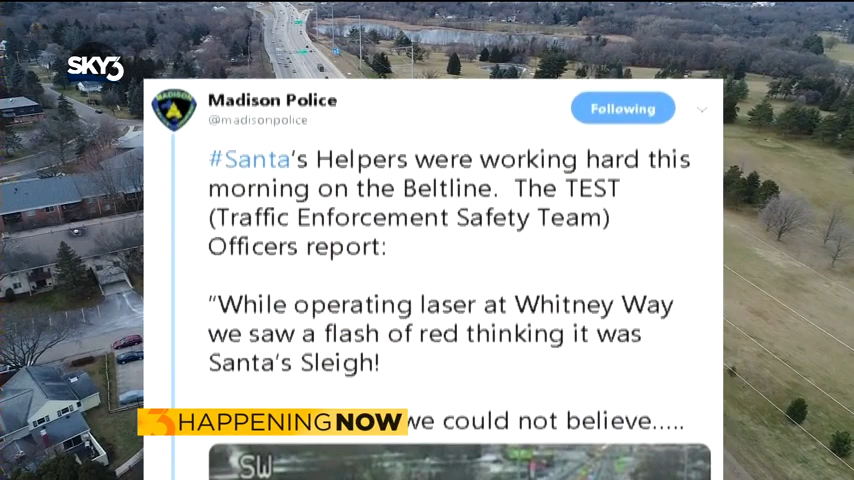 SKY3
MADISON
Madison Police
@madisonpolice
Following
#Santa's Helpers were working hard this
morning on the Beltline. The TEST
(Traffic Enforcement Safety Team)
Officers report:
"While operating laser at Whitney Way
we saw a flash of red thinking it was
Santa's Sleigh!
we could not believe.....
3 HAPPENING NOW
SW